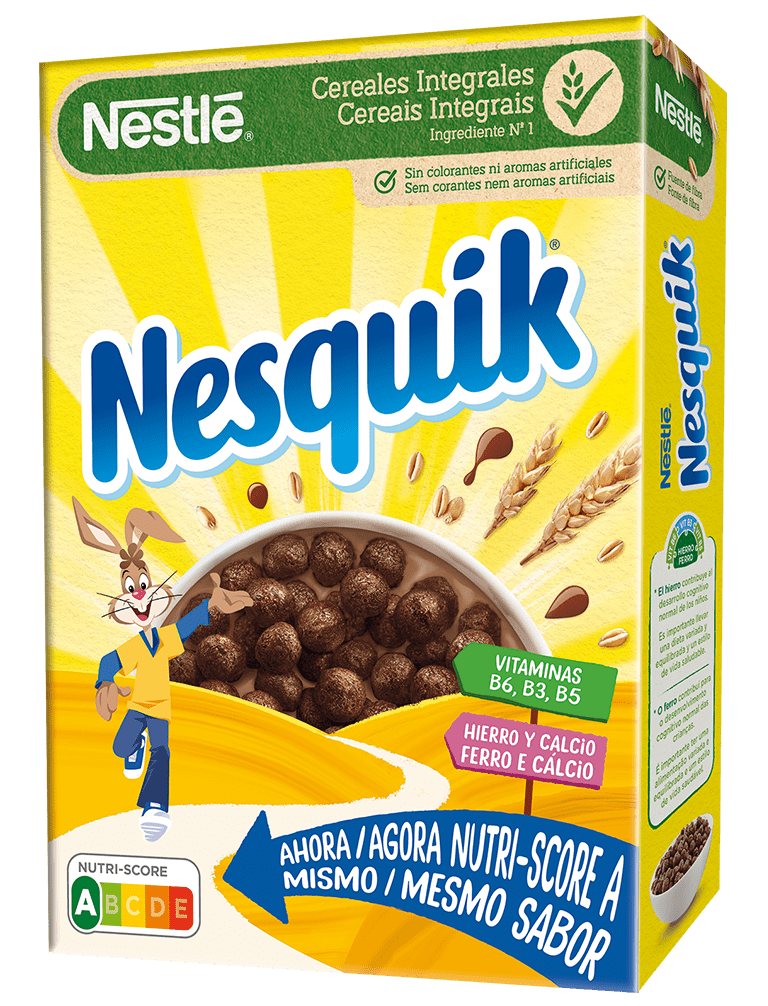 Nestlé®
Cereales Integrales
Cereais Integrais
Ingrediente Nº 1
Sin colorantes ni aromas artificiales
Sem corantes nem aromas artificiais
Nesquik®
VITAMINAS
B6, B3, B5
HIERRO Y CALCIO
FERRO E CÁLCIO
AHORA / AGORA NUTRI-SCORE A
MISMO / MESMO SABOR
NUTRI-SCORE
A B C D E
Nestlé
Fuente de fibra
Fonte de fibra
Nestlé
Nesquik
HIERRO
FERRO
* El hierro contribuye al
desarrollo cognitivo
normal de los niños.
Es importante llevar
una dieta variada y
equilibrada y un estilo
de vida saludable.
* O ferro contribui para
o desenvolvimento
cognitivo normal das
crianças.
É importante ter uma
alimentação variada e
equilibrada e um estilo
de vida saudável.